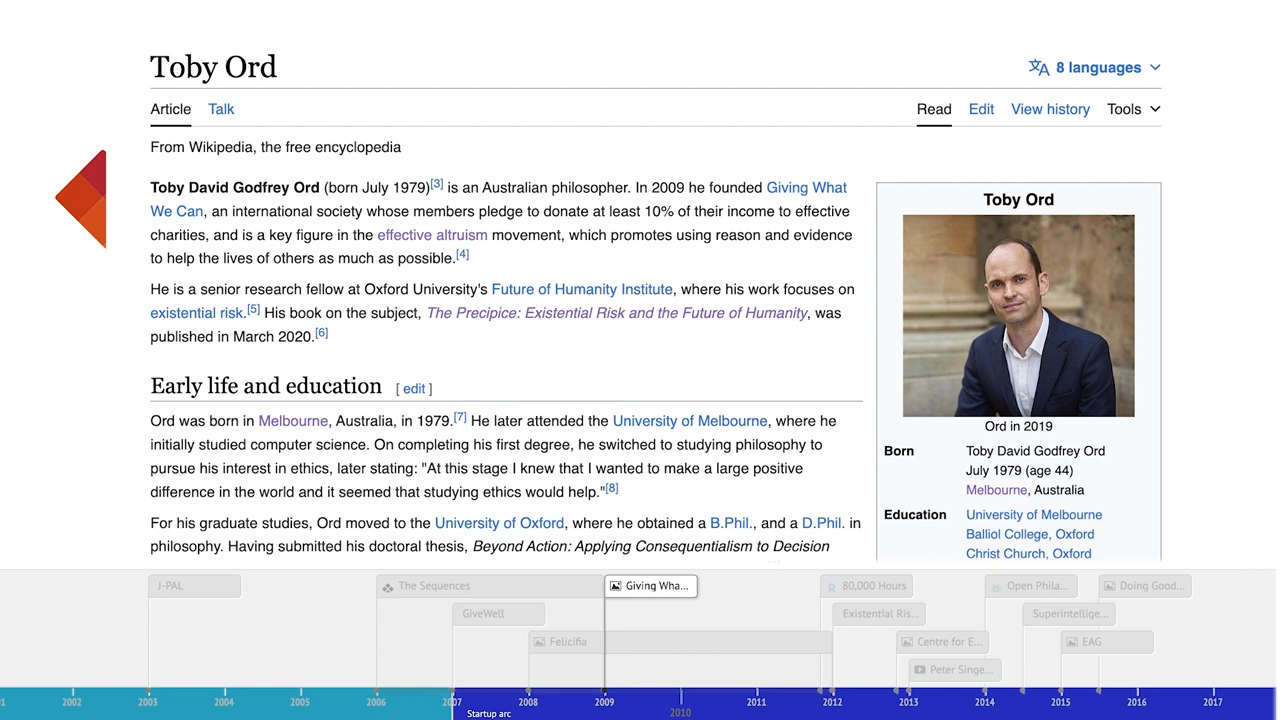 Toby Ord
8 languages
Article Talk Read Edit View history Tools
From Wikipedia, the free encyclopedia
Toby David Godfrey Ord (born July 1979)[3] is an Australian philosopher. In 2009 he founded Giving What
We Can, an international society whose members pledge to donate at least 10% of their income to effective
charities, and is a key figure in the effective altruism movement, which promotes using reason and evidence
to help the lives of others as much as possible.[4]
He is a senior research fellow at Oxford University's Future of Humanity Institute, where his work focuses on
existential risk.[5] His book on the subject, The Precipice: Existential Risk and the Future of Humanity, was
published in March 2020.[6]
Early life and education [ edit ]
Ord was born in Melbourne, Australia, in 1979.[7] He later attended the University of Melbourne, where he
initially studied computer science. On completing his first degree, he switched to studying philosophy to
pursue his interest in ethics, later stating: "At this stage I knew that I wanted to make a large positive
difference in the world and it seemed that studying ethics would help."[8]
For his graduate studies, Ord moved to the University of Oxford, where he obtained a B.Phil., and a D.Phil. in
philosophy. Having submitted his doctoral thesis, Beyond Action: Applying Consequentialism to Decision
Toby Ord
Ord in 2019
Born Toby David Godfrey Ord
July 1979 (age 44)
Melbourne, Australia
Education University of Melbourne
Balliol College, Oxford
Christ Church, Oxford
J-PAL The Sequences Giving Wha... 80,000 Hours Open Phila... Doing Good...
GiveWell Existential Ris... Superintellige...
Felicifia Centre for E... EAG
Peter Singe...
2002 2003 2004 2005 2006 2007 2008 2009 2010 2011 2012 2013 2014 2015 2016 2017
Startup arc